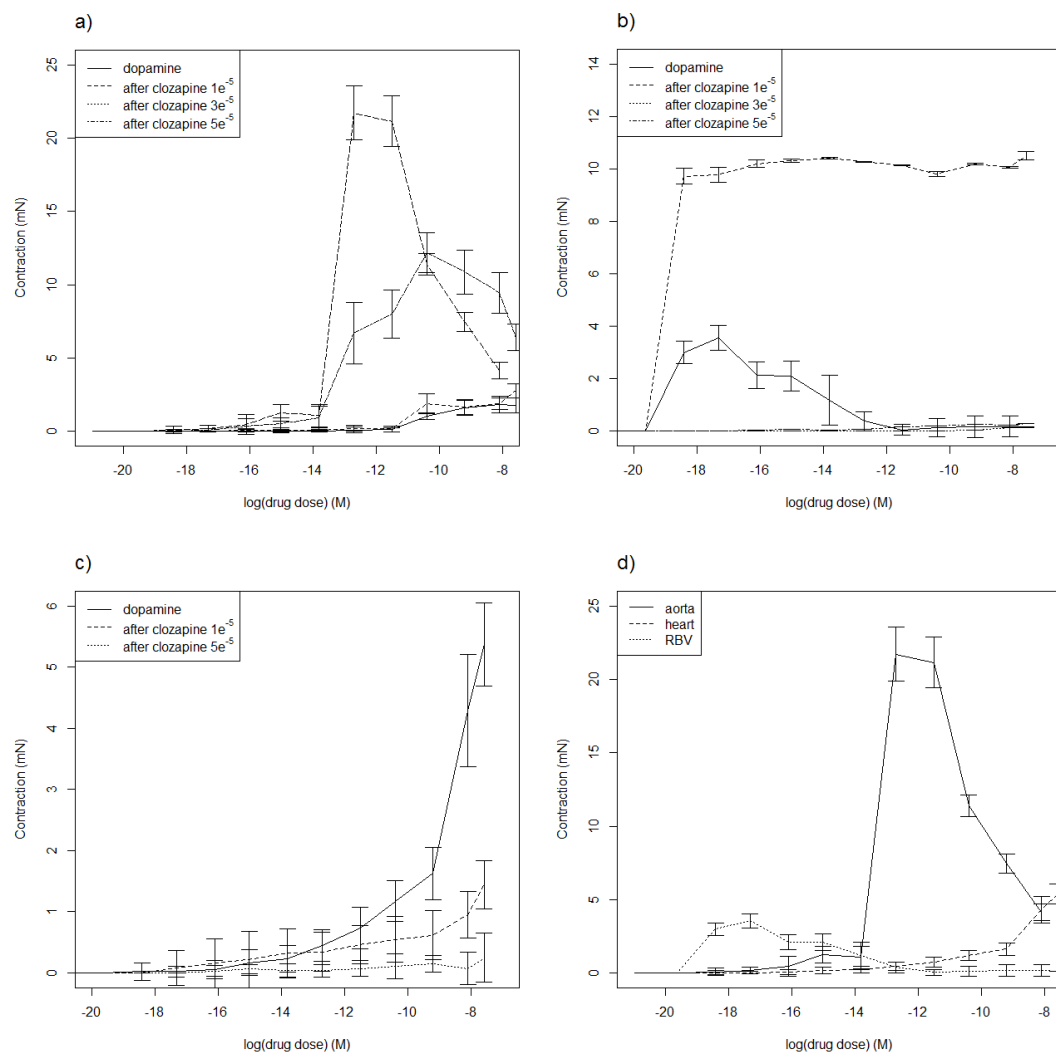 a)
dopamine
after clozapine 1e⁻⁵
after clozapine 3e⁻⁵
after clozapine 5e⁻⁵
25
20
15
10
5
0
Contraction (mN)
-20 -18 -16 -14 -12 -10 -8
log(drug dose) (M)
b)
dopamine
after clozapine 1e⁻⁵
after clozapine 3e⁻⁵
after clozapine 5e⁻⁵
14
12
10
8
6
4
2
0
Contraction (mN)
-20 -18 -16 -14 -12 -10 -8
log(drug dose) (M)
c)
dopamine
after clozapine 1e⁻⁵
after clozapine 5e⁻⁵
6
5
4
3
2
1
0
Contraction (mN)
-20 -18 -16 -14 -12 -10 -8
log(drug dose) (M)
d)
aorta
heart
RBV
25
20
15
10
5
0
Contraction (mN)
-20 -18 -16 -14 -12 -10 -8
log(drug dose) (M)